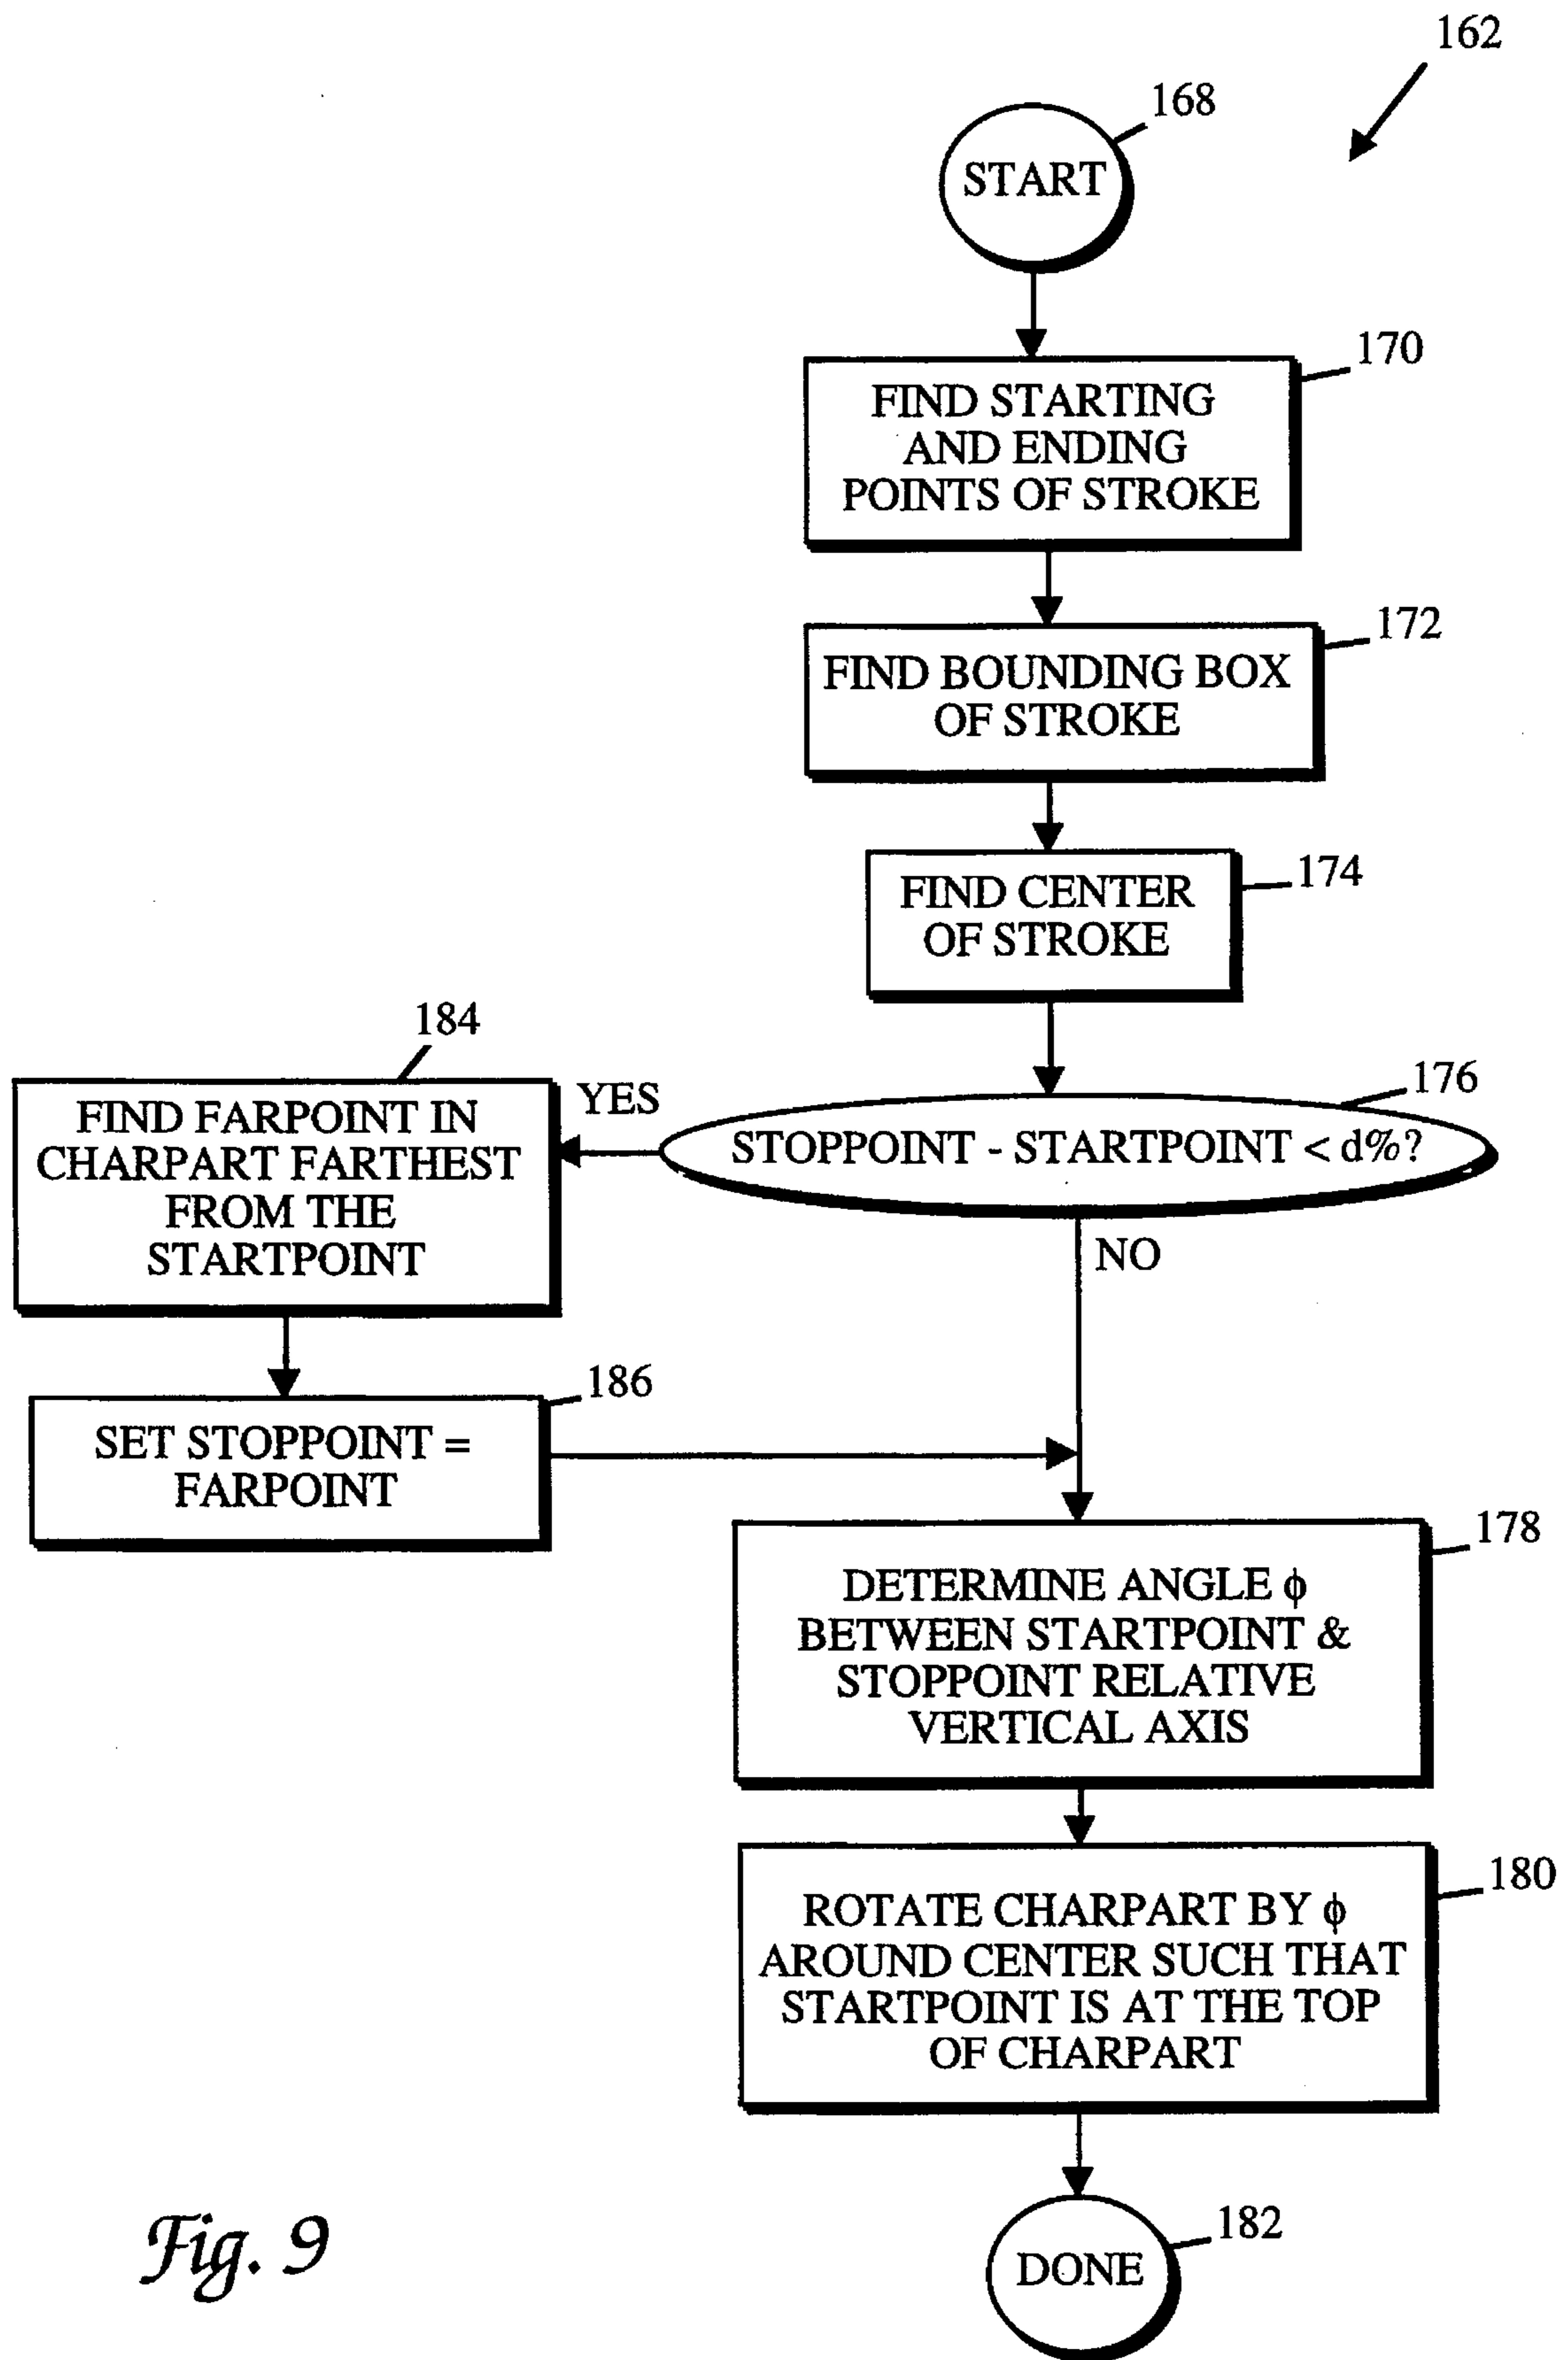 162
168
START
170
FIND STARTING
AND ENDING
POINTS OF STROKE
172
FIND BOUNDING BOX
OF STROKE
174
FIND CENTER
OF STROKE
184
FIND FARPOINT IN
CHARPART FARTHEST
FROM THE
STARTPOINT
YES
176
STOPPOINT - STARTPOINT < d%?
NO
186
SET STOPPOINT =
FARPOINT
178
DETERMINE ANGLE ϕ
BETWEEN STARTPOINT &
STOPPOINT RELATIVE
VERTICAL AXIS
180
ROTATE CHARPART BY ϕ
AROUND CENTER SUCH THAT
STARTPOINT IS AT THE TOP
OF CHARPART
182
DONE
Fig. 9